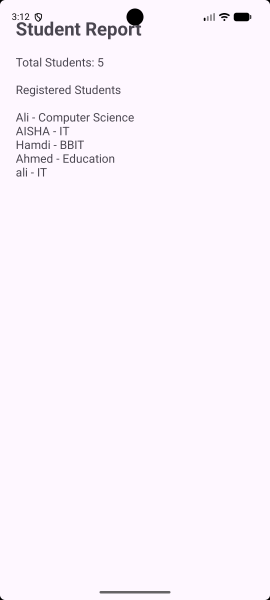 3:12
Student Report
Total Students: 5
Registered Students
Ali - Computer Science
AISHA - IT
Hamdi - BBIT
Ahmed - Education
ali - IT